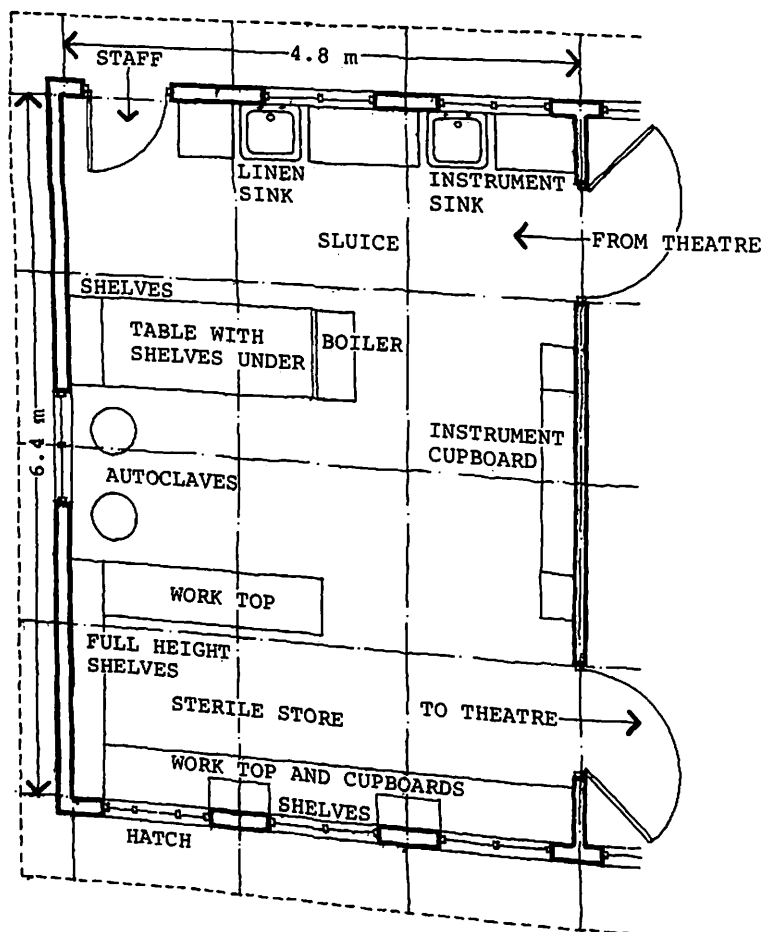 4.8 m
STAFF
LINEN
SINK
INSTRUMENT
SINK
SLUICE
FROM THEATRE
SHELVES
TABLE WITH
SHELVES UNDER
BOILER
6.4 m
INSTRUMENT
CUPBOARD
AUTOCLAVES
WORK TOP
FULL HEIGHT
SHELVES
STERILE STORE
TO THEATRE
WORK TOP AND CUPBOARDS
SHELVES
HATCH